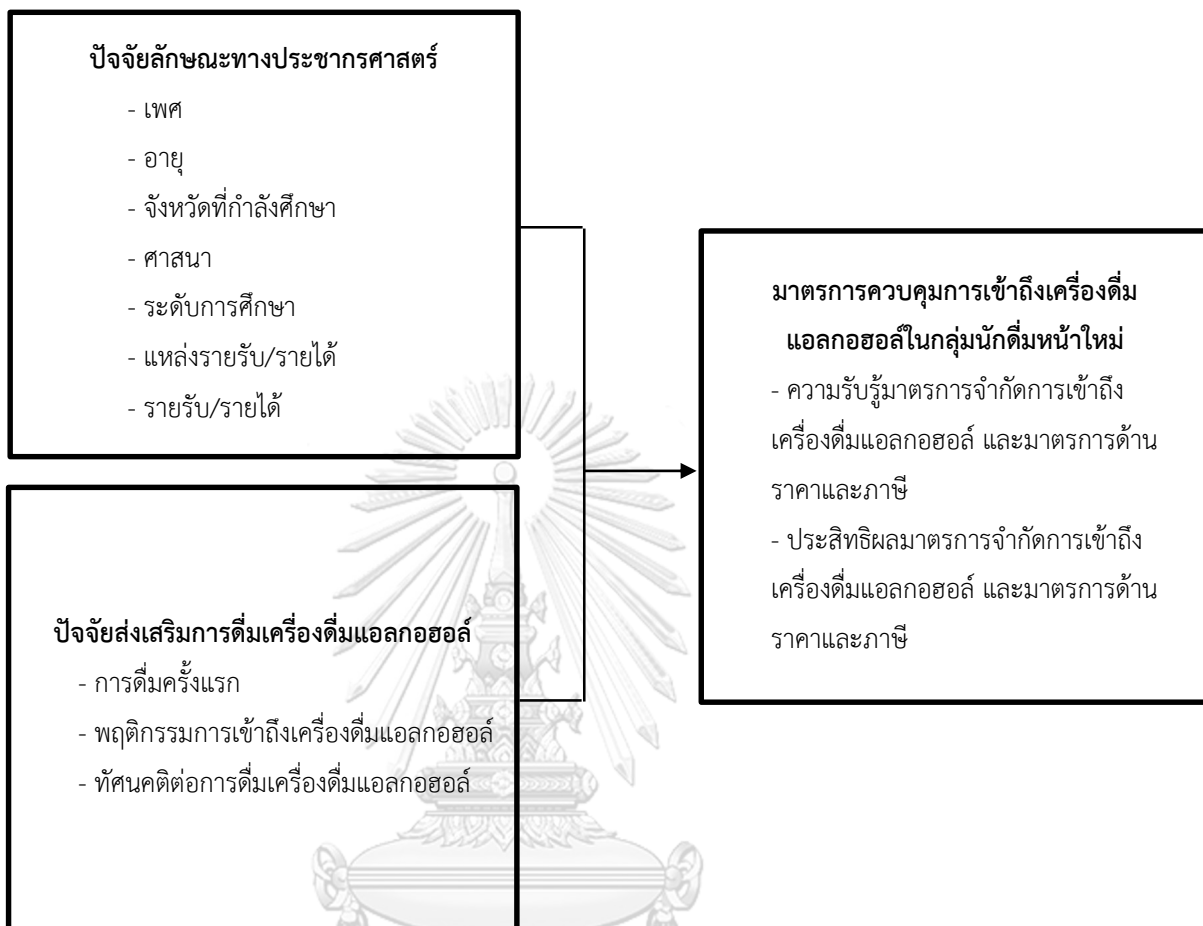 ปัจจัยลักษณะทางประชากรศาสตร์
- เพศ
- อายุ
- จังหวัดที่กำลังศึกษา
- ศาสนา
- ระดับการศึกษา
- แหล่งรายรับ/รายได้
- รายรับ/รายได้
ปัจจัยส่งเสริมการดื่มเครื่องดื่มแอลกอฮอล์
- การดื่มครั้งแรก
- พฤติกรรมการเข้าถึงเครื่องดื่มแอลกอฮอล์
- ทัศนคติต่อการดื่มเครื่องดื่มแอลกอฮอล์
มาตรการควบคุมการเข้าถึงเครื่องดื่ม
แอลกอฮอล์ในกลุ่มนักดื่มหน้าใหม่
- ความรับรู้มาตรการจำกัดการเข้าถึง
เครื่องดื่มแอลกอฮอล์ และมาตรการด้าน
ราคาและภาษี
- ประสิทธิผลมาตรการจำกัดการเข้าถึง
เครื่องดื่มแอลกอฮอล์ และมาตรการด้าน
ราคาและภาษี